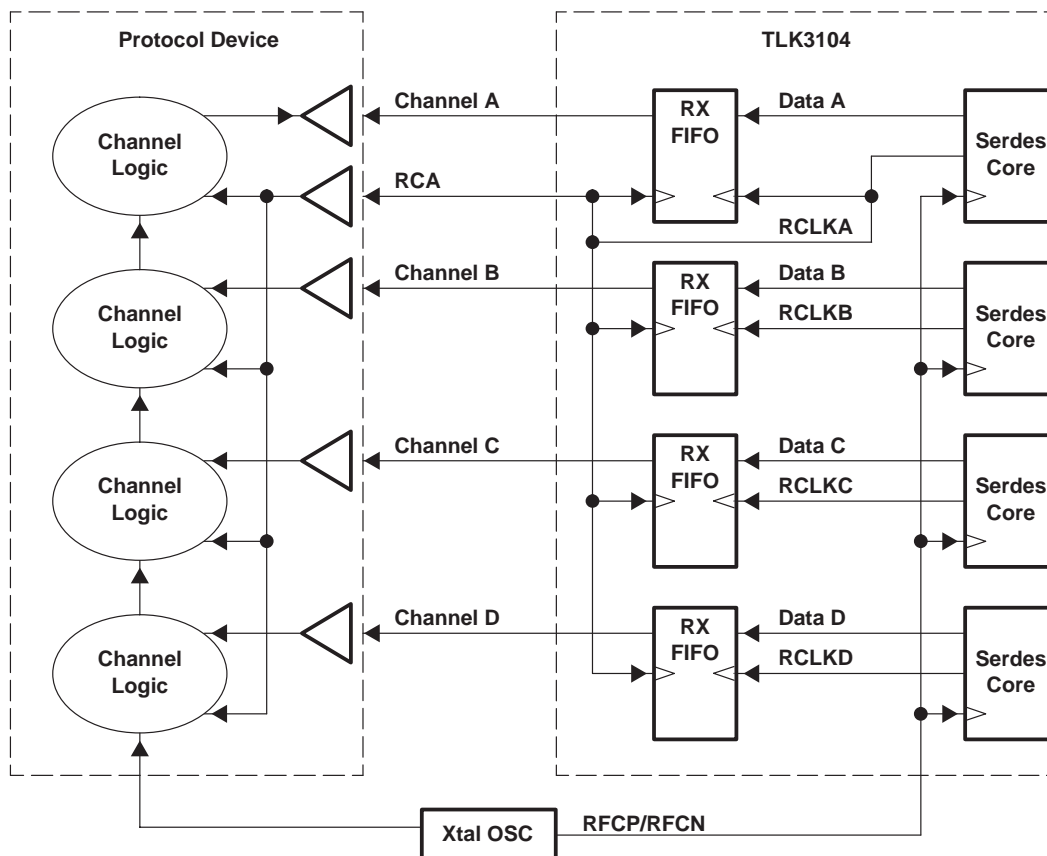 Protocol Device
TLK3104
Channel A
RX
FIFO
Data A
Serdes
Core
Channel
Logic
RCA
RCLKA
Channel B
RX
FIFO
Data B
RCLKB
Serdes
Core
Channel
Logic
Channel C
RX
FIFO
Data C
RCLKC
Serdes
Core
Channel
Logic
Channel D
RX
FIFO
Data D
RCLKD
Serdes
Core
Channel
Logic
Xtal OSC
RFCP/RFCN